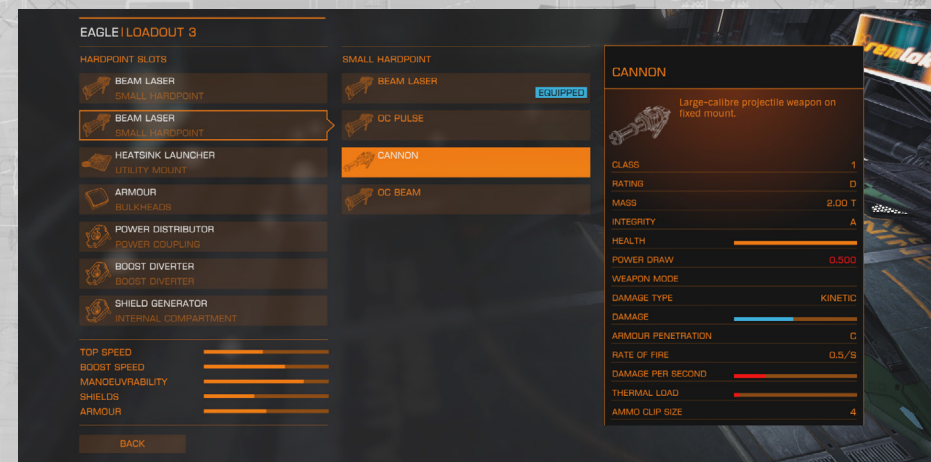 EAGLE | LOADOUT 3
HARDPOINT SLOTS
BEAM LASER
SMALL HARDPOINT
BEAM LASER
SMALL HARDPOINT
HEATSINK LAUNCHER
UTILITY MOUNT
ARMOUR
BULKHEADS
POWER DISTRIBUTOR
POWER COUPLING
BOOST DIVERTER
BOOST DIVERTER
SHIELD GENERATOR
INTERNAL COMPARTMENT
TOP SPEED
BOOST SPEED
MANOEUVRABILITY
SHIELDS
ARMOUR
BACK
SMALL HARDPOINT
BEAM LASER
EQUIPPED
OC PULSE
CANNON
OC BEAM
CANNON
Large-calibre projectile weapon on
fixed mount.
CLASS 1
RATING D
MASS 2.00 T
INTEGRITY A
HEALTH
POWER DRAW 0.500
WEAPON MODE
DAMAGE TYPE KINETIC
DAMAGE
ARMOUR PENETRATION C
RATE OF FIRE 0.5/S
DAMAGE PER SECOND
THERMAL LOAD
AMMO CLIP SIZE 4